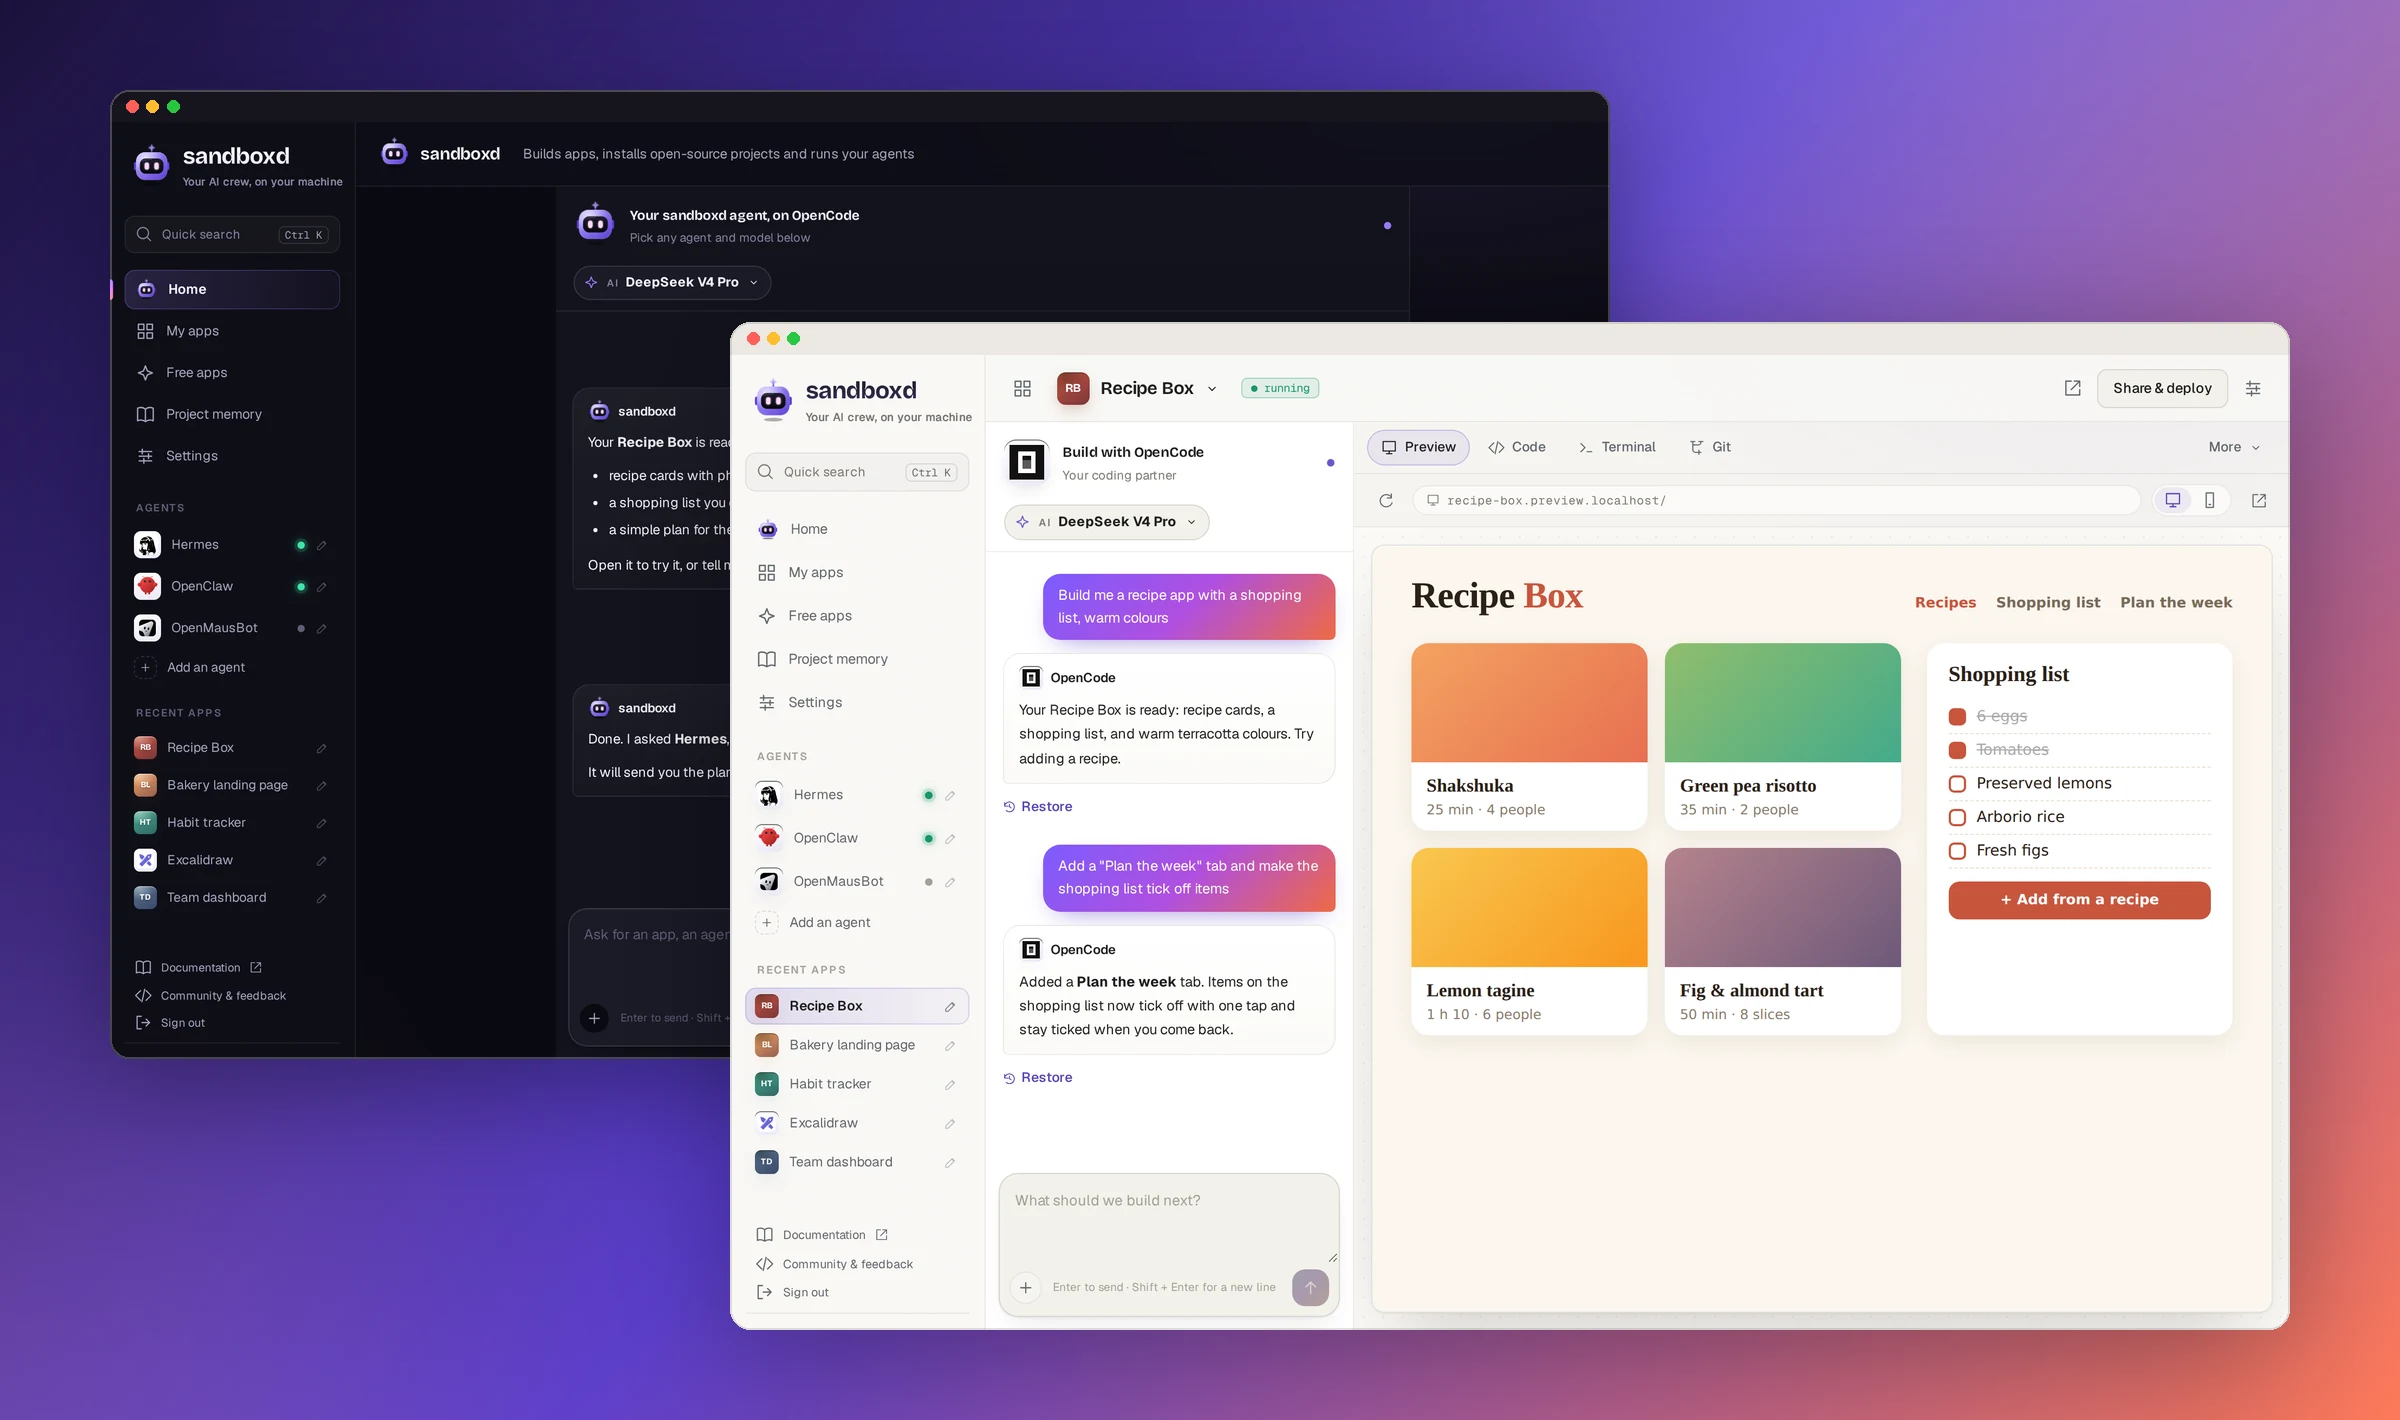 sandboxd
Your AI crew, on your machine
Quick search
Ctrl K
Home
My apps
Free apps
Project memory
Settings
AGENTS
Hermes
OpenClaw
OpenMausBot
+ Add an agent
RECENT APPS
RB Recipe Box
BL Bakery landing page
HT Habit tracker
Excalidraw
TD Team dashboard
Documentation
Community & feedback
Sign out
sandboxd
Builds apps, installs open-source projects and runs your agents
Your sandboxd agent, on OpenCode
Pick any agent and model below
AI DeepSeek V4 Pro
sandboxd
Your Recipe Box is
• recipe cards with
• a shopping list you
• a simple plan for the
Open it to try it, or tell
sandboxd
Done. I asked Hermes,
It will send you the
Ask for an app, an
+
Enter to send · Shift +
sandboxd
Your AI crew, on your machine
Quick search
Ctrl K
Home
My apps
Free apps
Project memory
Settings
AGENTS
Hermes
OpenClaw
OpenMausBot
+ Add an agent
RECENT APPS
RB Recipe Box
BL Bakery landing page
HT Habit tracker
Excalidraw
TD Team dashboard
Documentation
Community & feedback
Sign out
RB Recipe Box
running
Share & deploy
Build with OpenCode
Your coding partner
AI DeepSeek V4 Pro
Build me a recipe app with a shopping
list, warm colours
OpenCode
Your Recipe Box is ready: recipe cards, a
shopping list, and warm terracotta colours. Try
adding a recipe.
Restore
Add a "Plan the week" tab and make the
shopping list tick off items
OpenCode
Added a Plan the week tab. Items on the
shopping list now tick off with one tap and
stay ticked when you come back.
Restore
What should we build next?
+
Enter to send · Shift + Enter for a new line
Preview
Code
Terminal
Git
More
recipe-box.preview.localhost/
Recipe Box
Recipes
Shopping list
Plan the week
Shakshuka
25 min · 4 people
Green pea risotto
35 min · 2 people
Lemon tagine
1 h 10 · 6 people
Fig & almond tart
50 min · 8 slices
Shopping list
6 eggs
Tomatoes
Preserved lemons
Arborio rice
Fresh figs
+ Add from a recipe